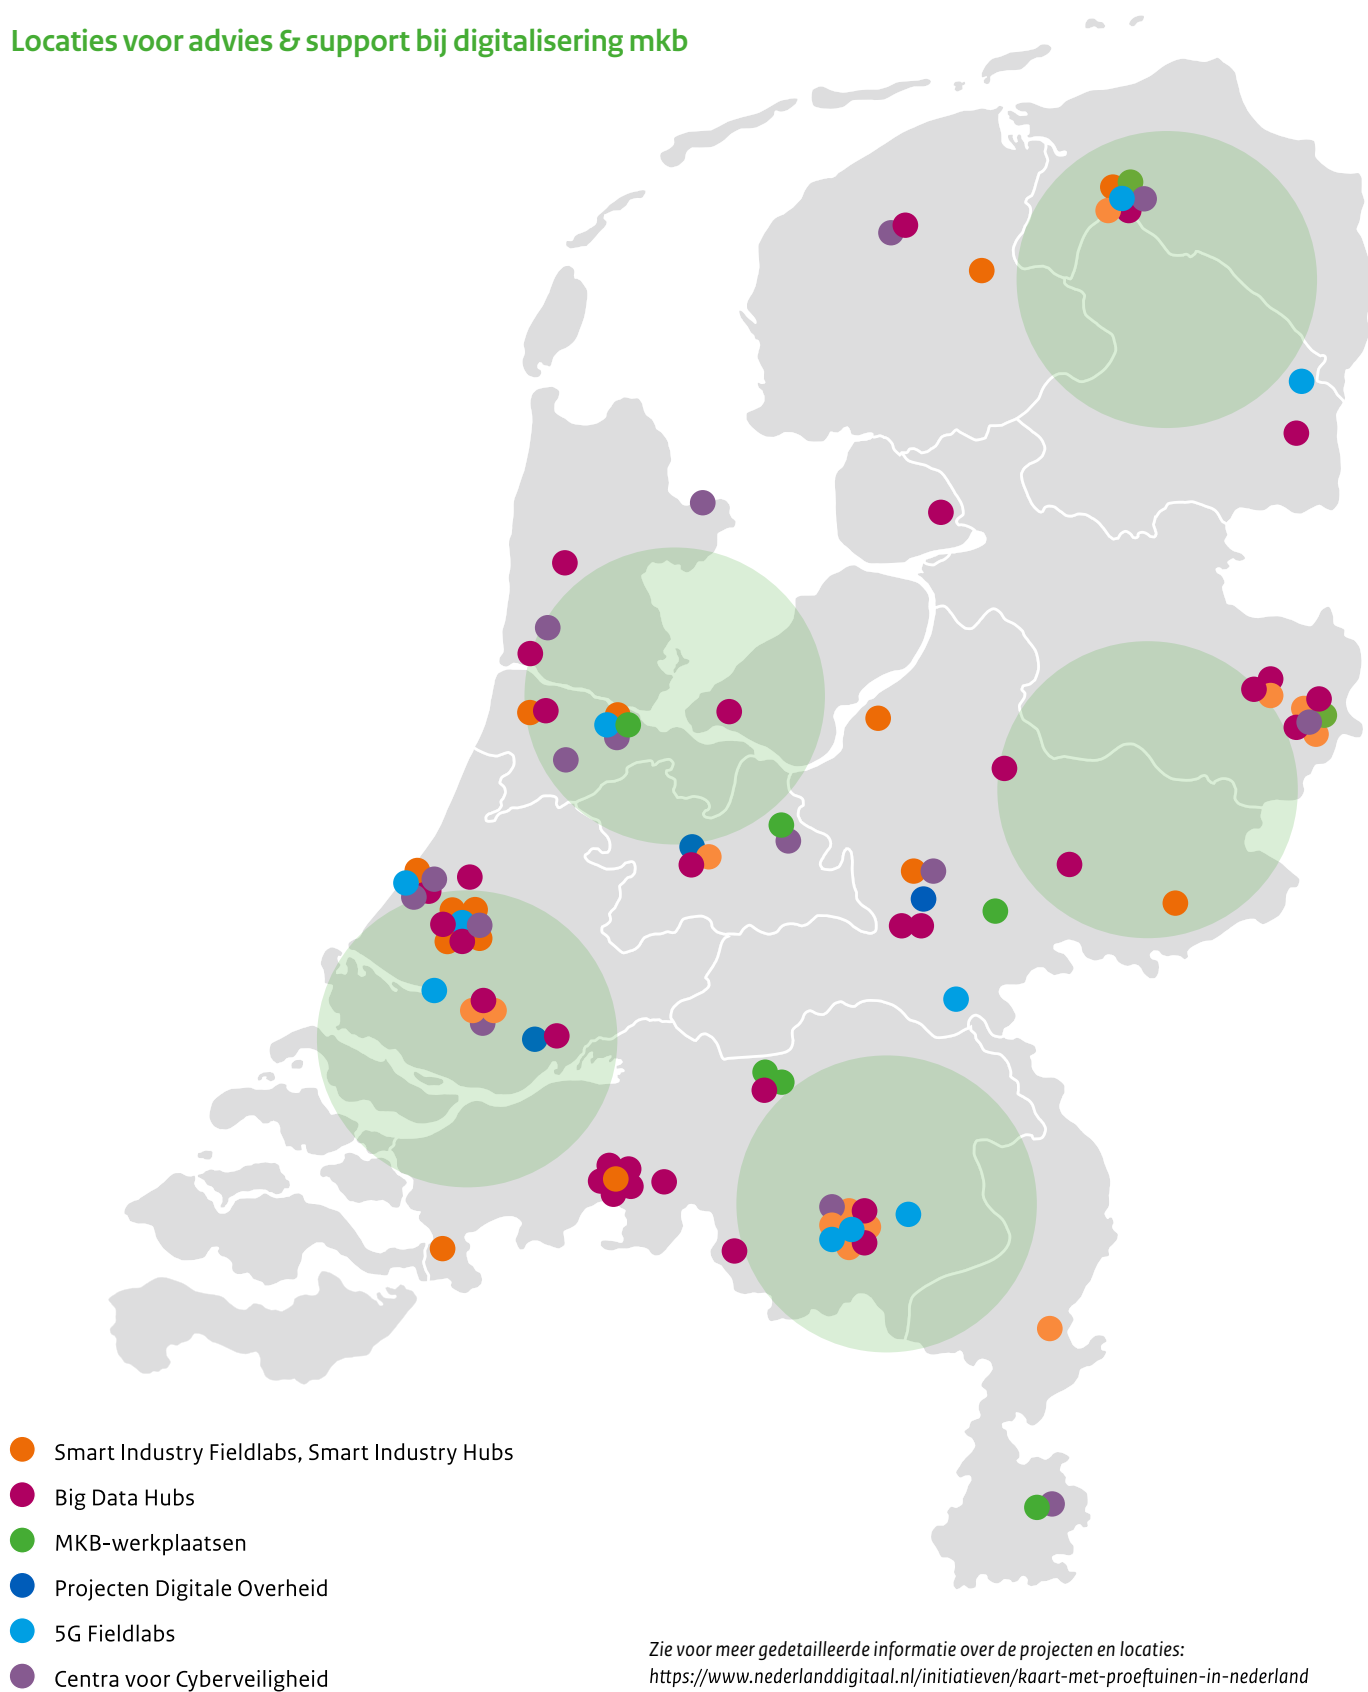 Locaties voor advies & support bij digitalisering mkb
Smart Industry Fieldlabs, Smart Industry Hubs
Big Data Hubs
MKB-werkplaatsen
Projecten Digitale Overheid
5G Fieldlabs
Centra voor Cyberveiligheid
Zie voor meer gedetailleerde informatie over de projecten en locaties:
https://www.nederlanddigitaal.nl/initiatieven/kaart-met-proeftuinen-in-nederland